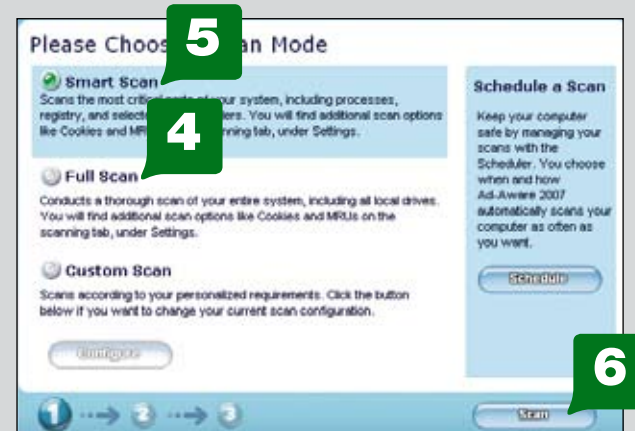 5
Please Choos an Mode
Smart Scan
Scans the most critical of your system, including processes,
registry, and You will find additional scan options
like Cookies and scanning tab, under Settings.
4
Full Scan
Conducts a thorough scan of your entire system, including all local drives.
You will find additional scan options like Cookies and MRUs on the
scanning tab, under Settings.
Custom Scan
Scans according to your personalized requirements. Click the button
below if you want to change your current scan configuration.
Configure
1 2 3
Schedule a Scan
Keep your computer
safe by managing your
scans with the
Scheduler. You choose
when and how
Ad-Aware 2007
automatically scans your
computer as often as
you want.
Schedule
6
Scan